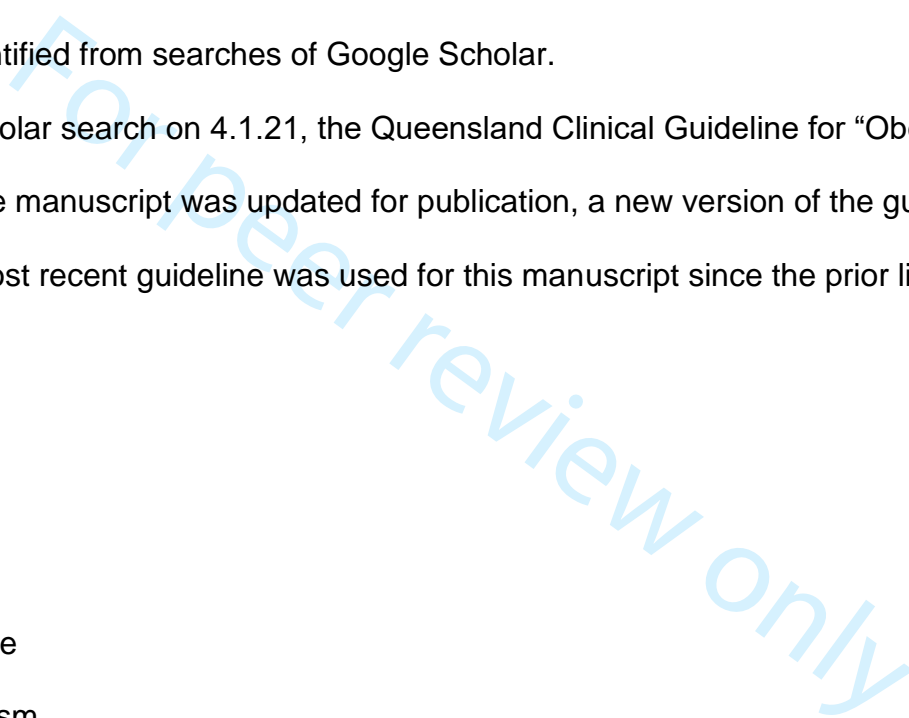 ntified from searches of Google Scholar.
olar search on 4.1.21, the Queensland Clinical Guideline for “Ob
e manuscript was updated for publication, a new version of the gu
ost recent guideline was used for this manuscript since the prior li
e
sm
For peer review only